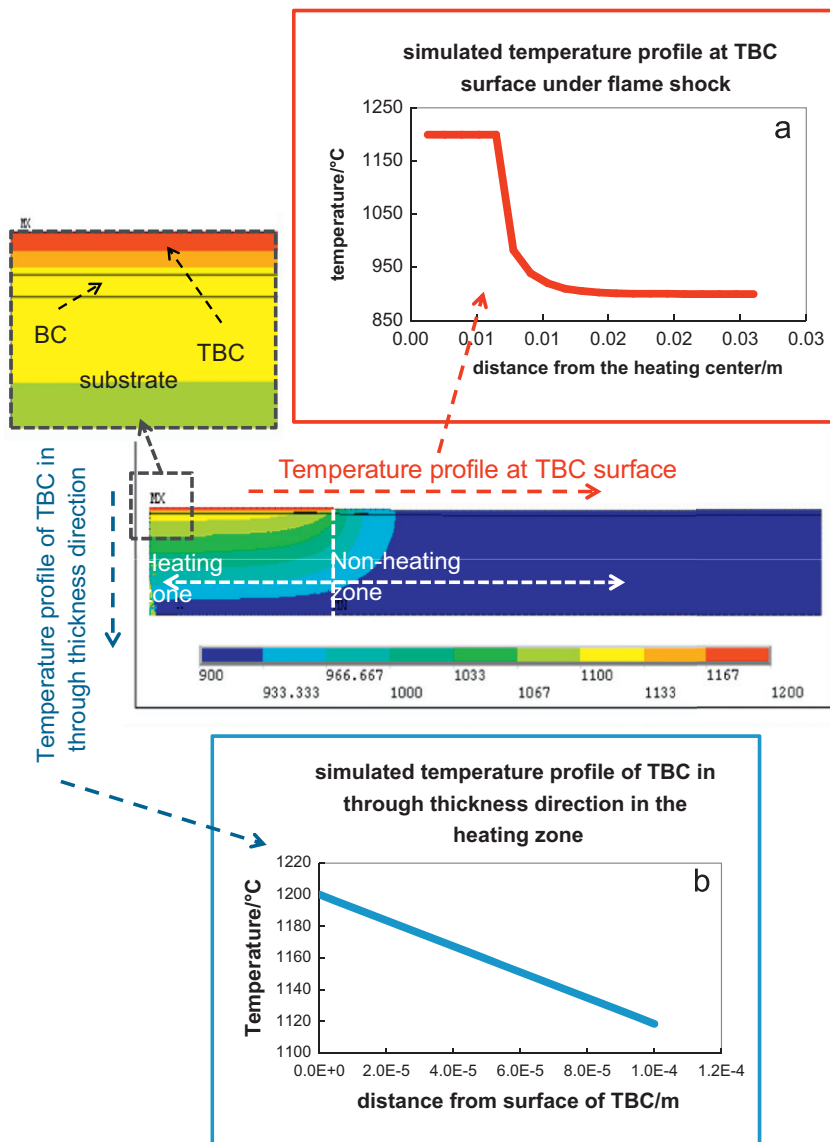 simulated temperature profile at TBC
surface under flame shock
a
temperature/°C
1250
1150
1050
950
850
0.00
0.01
0.01
0.02
0.02
0.03
0.03
distance from the heating center/m
MX
BC
TBC
substrate
Temperature profile at TBC surface
Temperature profile of TBC in
through thickness direction
MX
Heating
zone
Non-heating
zone
MN
900
933.333
966.667
1000
1033
1067
1100
1133
1167
1200
simulated temperature profile of TBC in
through thickness direction in the
heating zone
b
Temperature/°C
1220
1200
1180
1160
1140
1120
1100
0.0E+0
2.0E-5
4.0E-5
6.0E-5
8.0E-5
1.0E-4
1.2E-4
distance from surface of TBC/m